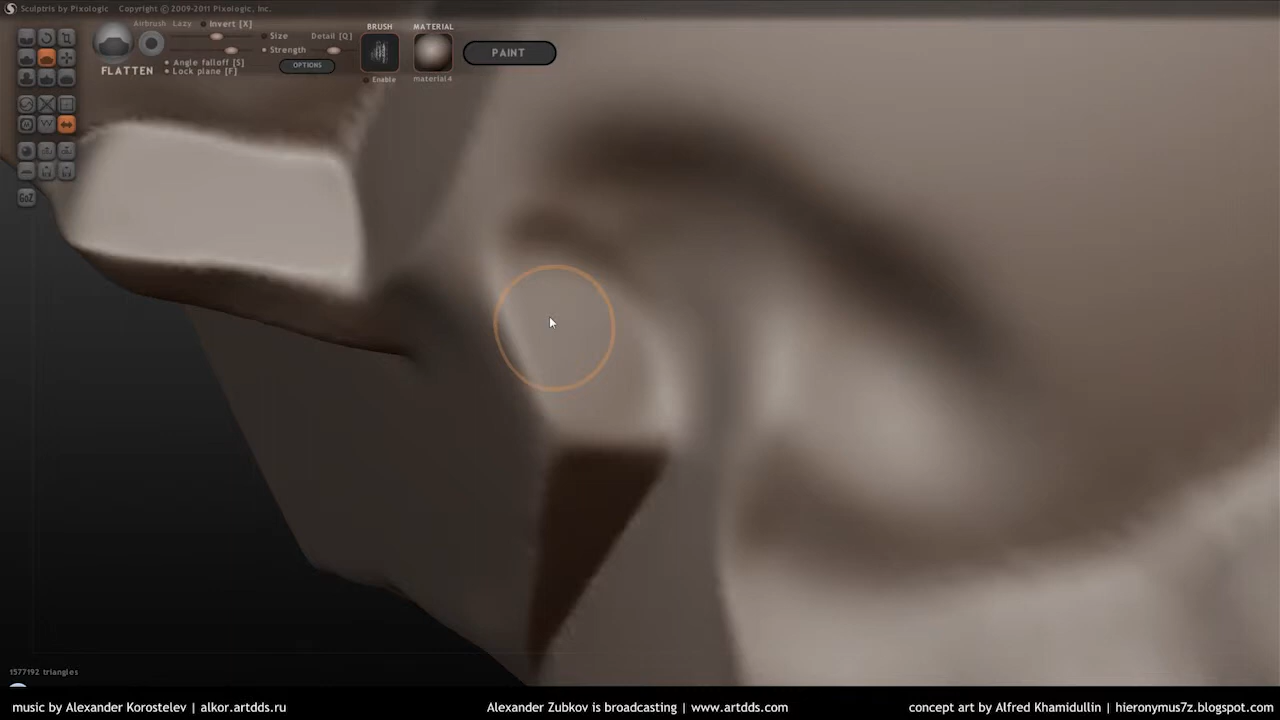 Sculptris by Pixologic   Copyright © 2009-2011 Pixologic, Inc.
Airbrush Lazy Invert [X]
Size Detail [Q]
Strength
Angle falloff [S]
FLATTEN Lock plane [F]
OPTIONS
BRUSH
Enable
MATERIAL
material4
PAINT
GoZ
1577192 triangles
music by Alexander Korostelev | alkor.artdds.ru
Alexander Zubkov is broadcasting | www.artdds.com
concept art by Alfred Khamidullin | hieronymus7z.blogspot.com